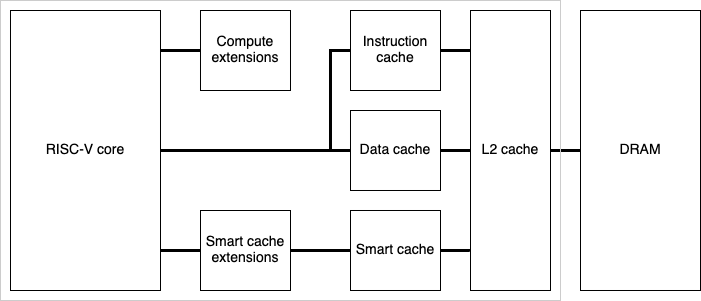 Compute
extensions
Instruction
cache
RISC-V core
Data cache
L2 cache
DRAM
Smart cache
extensions
Smart cache